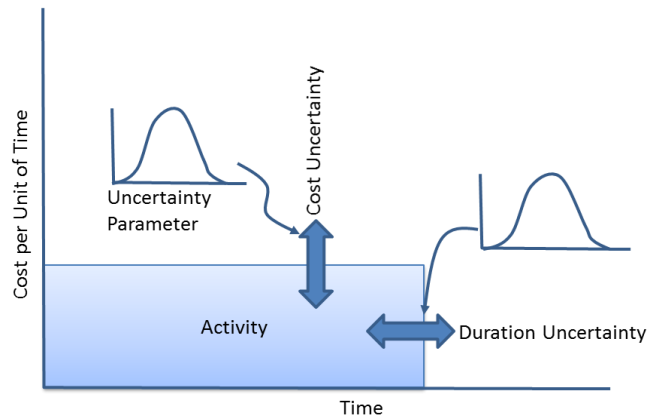 Cost per Unit of Time
Uncertainty
Parameter
Cost Uncertainty
Activity
Duration Uncertainty
Time